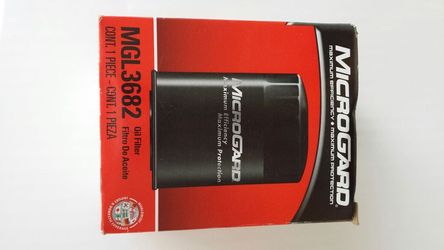 MICROGARD
MAXIMUM EFFICIENCY • MAXIMUM PROTECTION
MICROGARD
Maximum Efficiency
Maximum Protection
MGL3682
Oil Filter
Filtro De Aceite
CONT. 1 PIECE - CONT. 1 PIEZA